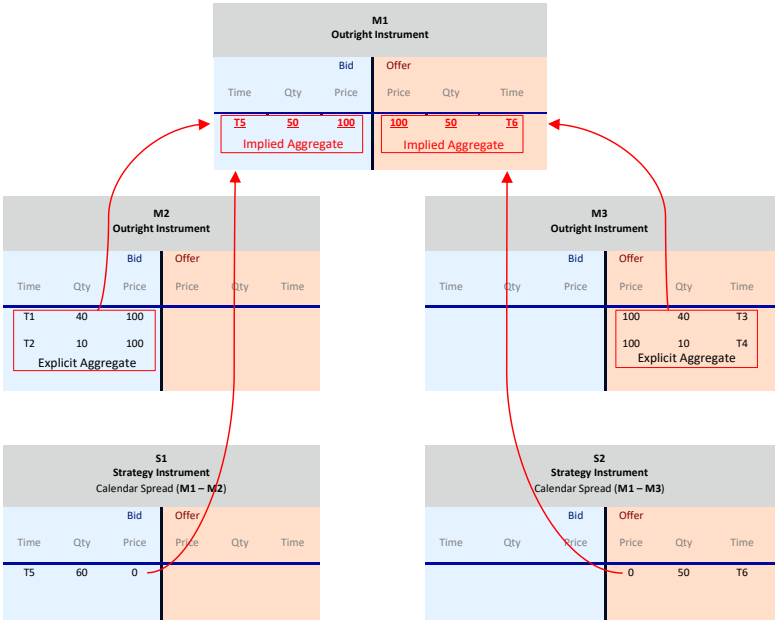 M1
Outright Instrument
Bid Offer
Time Qty Price Price Qty Time
T5 50 100 100 50 T6
Implied Aggregate Implied Aggregate
M2
Outright Instrument
Bid Offer
Time Qty Price Price Qty Time
T1 40 100
T2 10 100
Explicit Aggregate
M3
Outright Instrument
Bid Offer
Time Qty Price Price Qty Time
100 40 T3
100 10 T4
Explicit Aggregate
S1
Strategy Instrument
Calendar Spread (M1 – M2)
Bid Offer
Time Qty Price Price Qty Time
T5 60 0
S2
Strategy Instrument
Calendar Spread (M1 – M3)
Bid Offer
Time Qty Price Price Qty Time
0 50 T6